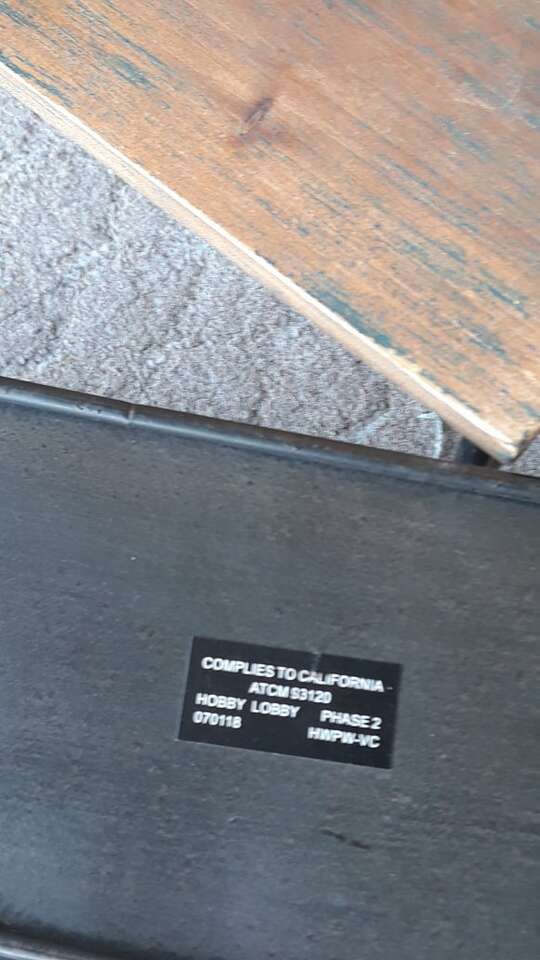 COMPLIES TO CALIFORNIA
ATCM 93120
HOBBY LOBBY PHASE 2
070118 HWPW-VC